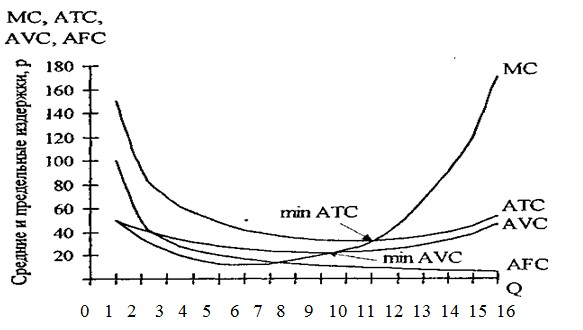 MC, ATC,
AVC, AFC
Средние и предельные издержки, р
180
160
140
120
100
80
60
40
20
MC
ATC
AVC
AFC
min ATC
min AVC
Q
0 1 2 3 4 5 6 7 8 9 10 11 12 13 14 15 16